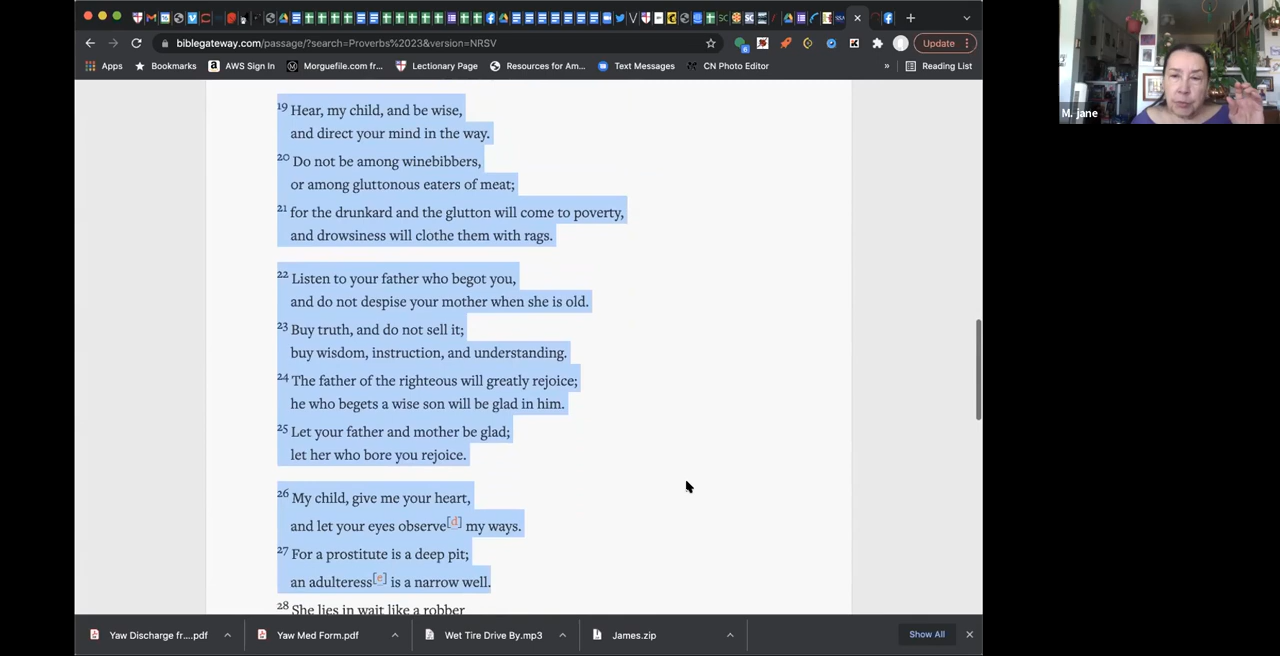 SC
biblegateway.com/passage/?search=Proverbs%2023&version=NRSV
6
Update
Apps
Bookmarks
AWS Sign In
Morguefile.com fr...
Lectionary Page
Resources for Am...
Text Messages
CN Photo Editor
»
Reading List
19 Hear, my child, and be wise,
and direct your mind in the way.
20 Do not be among winebibbers,
or among gluttonous eaters of meat;
21 for the drunkard and the glutton will come to poverty,
and drowsiness will clothe them with rags.
22 Listen to your father who begot you,
and do not despise your mother when she is old.
23 Buy truth, and do not sell it;
buy wisdom, instruction, and understanding.
24 The father of the righteous will greatly rejoice;
he who begets a wise son will be glad in him.
25 Let your father and mother be glad;
let her who bore you rejoice.
26 My child, give me your heart,
and let your eyes observe[d] my ways.
27 For a prostitute is a deep pit;
an adulteress[e] is a narrow well.
28 She lies in wait like a robber
Yaw Discharge fr....pdf
Yaw Med Form.pdf
Wet Tire Drive By.mp3
James.zip
Show All
M. jane